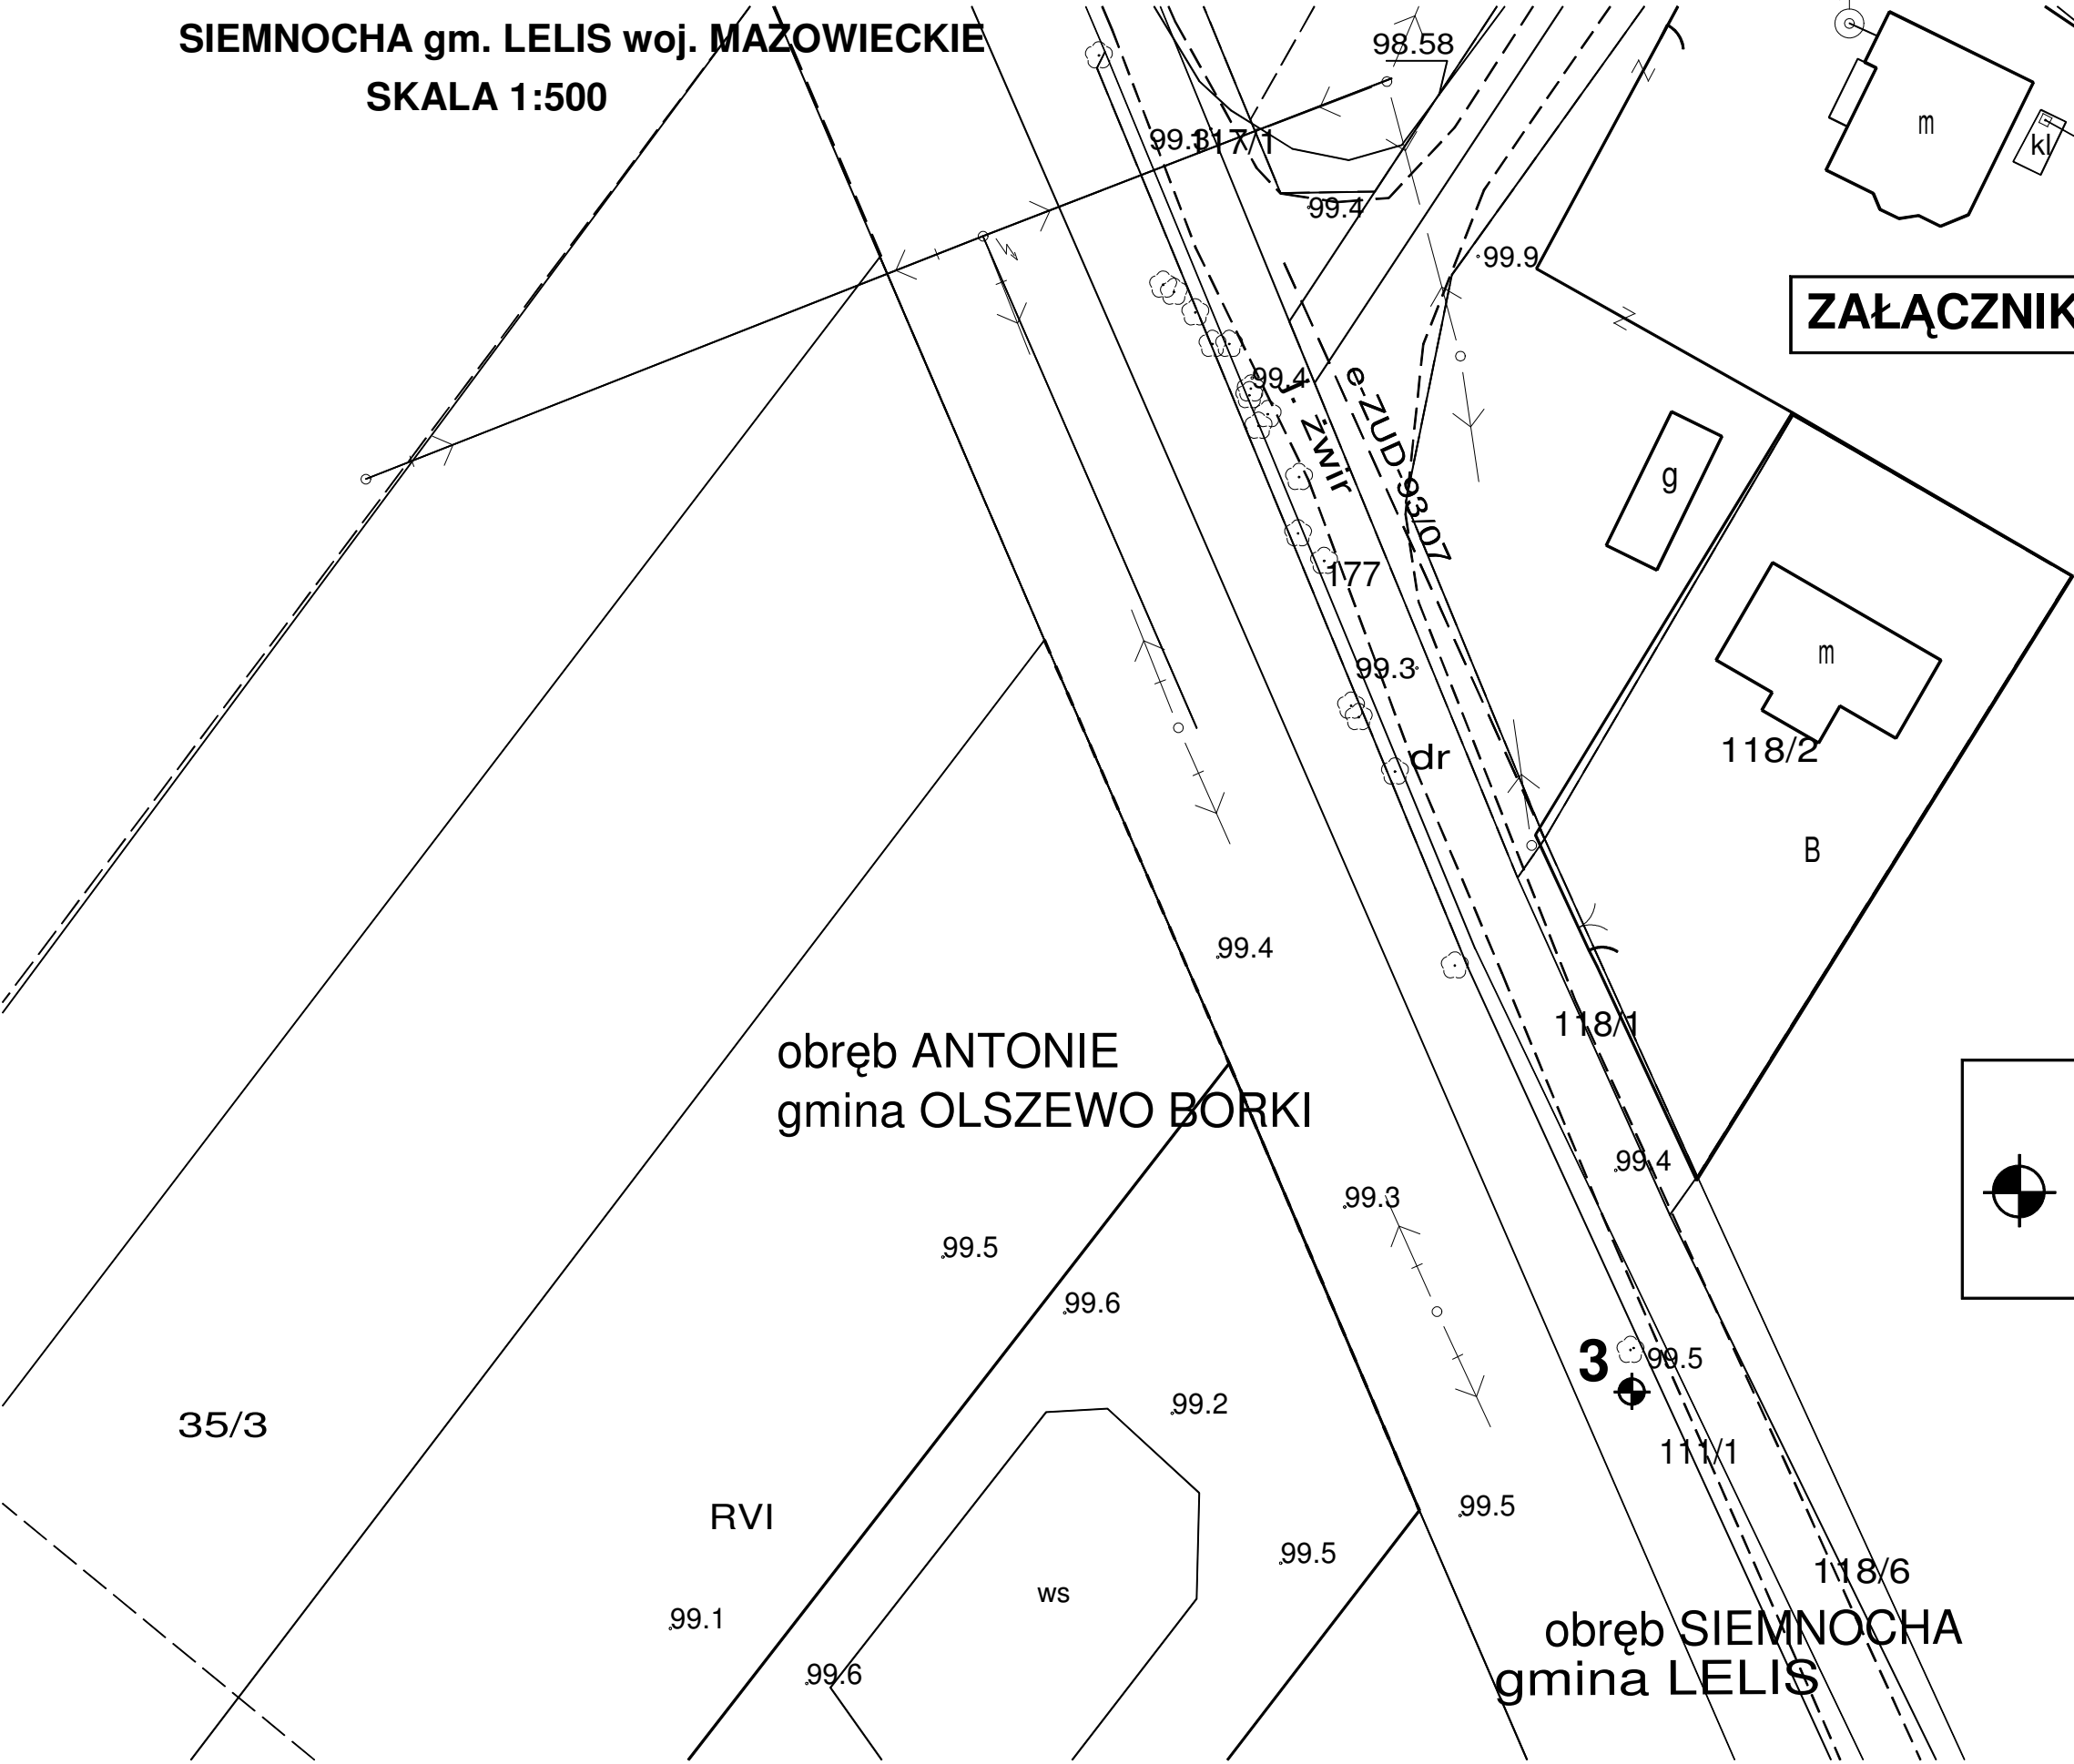 SIEMNOCHA gm. LELIS woj. MAZOWIECKIE
SKALA 1:500
98.58
m
kl
99.3
117/1
99.4
99.9
ZAŁĄCZNIK
99.4
j. żwir
e-ZUD-93/07
g
177
m
99.3
118/2
dr
B
99.4
118/1
obręb ANTONIE
gmina OLSZEWO BORKI
99.4
99.3
99.5
99.6
3
99.5
99.2
35/3
111/1
RVI
99.5
99.5
118/6
ws
99.1
obręb SIEMNOCHA
99.6
gmina LELIS